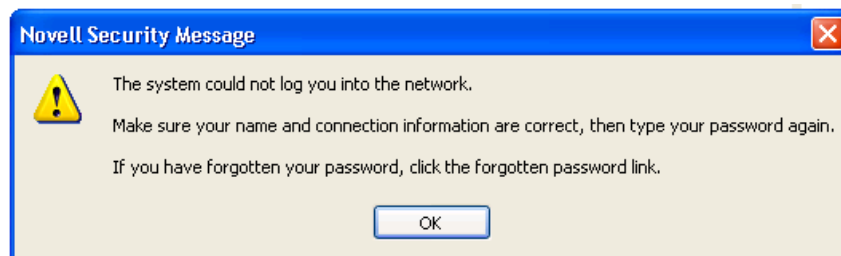 Novell Security Message
The system could not log you into the network.
Make sure your name and connection information are correct, then type your password again.
If you have forgotten your password, click the forgotten password link.
OK